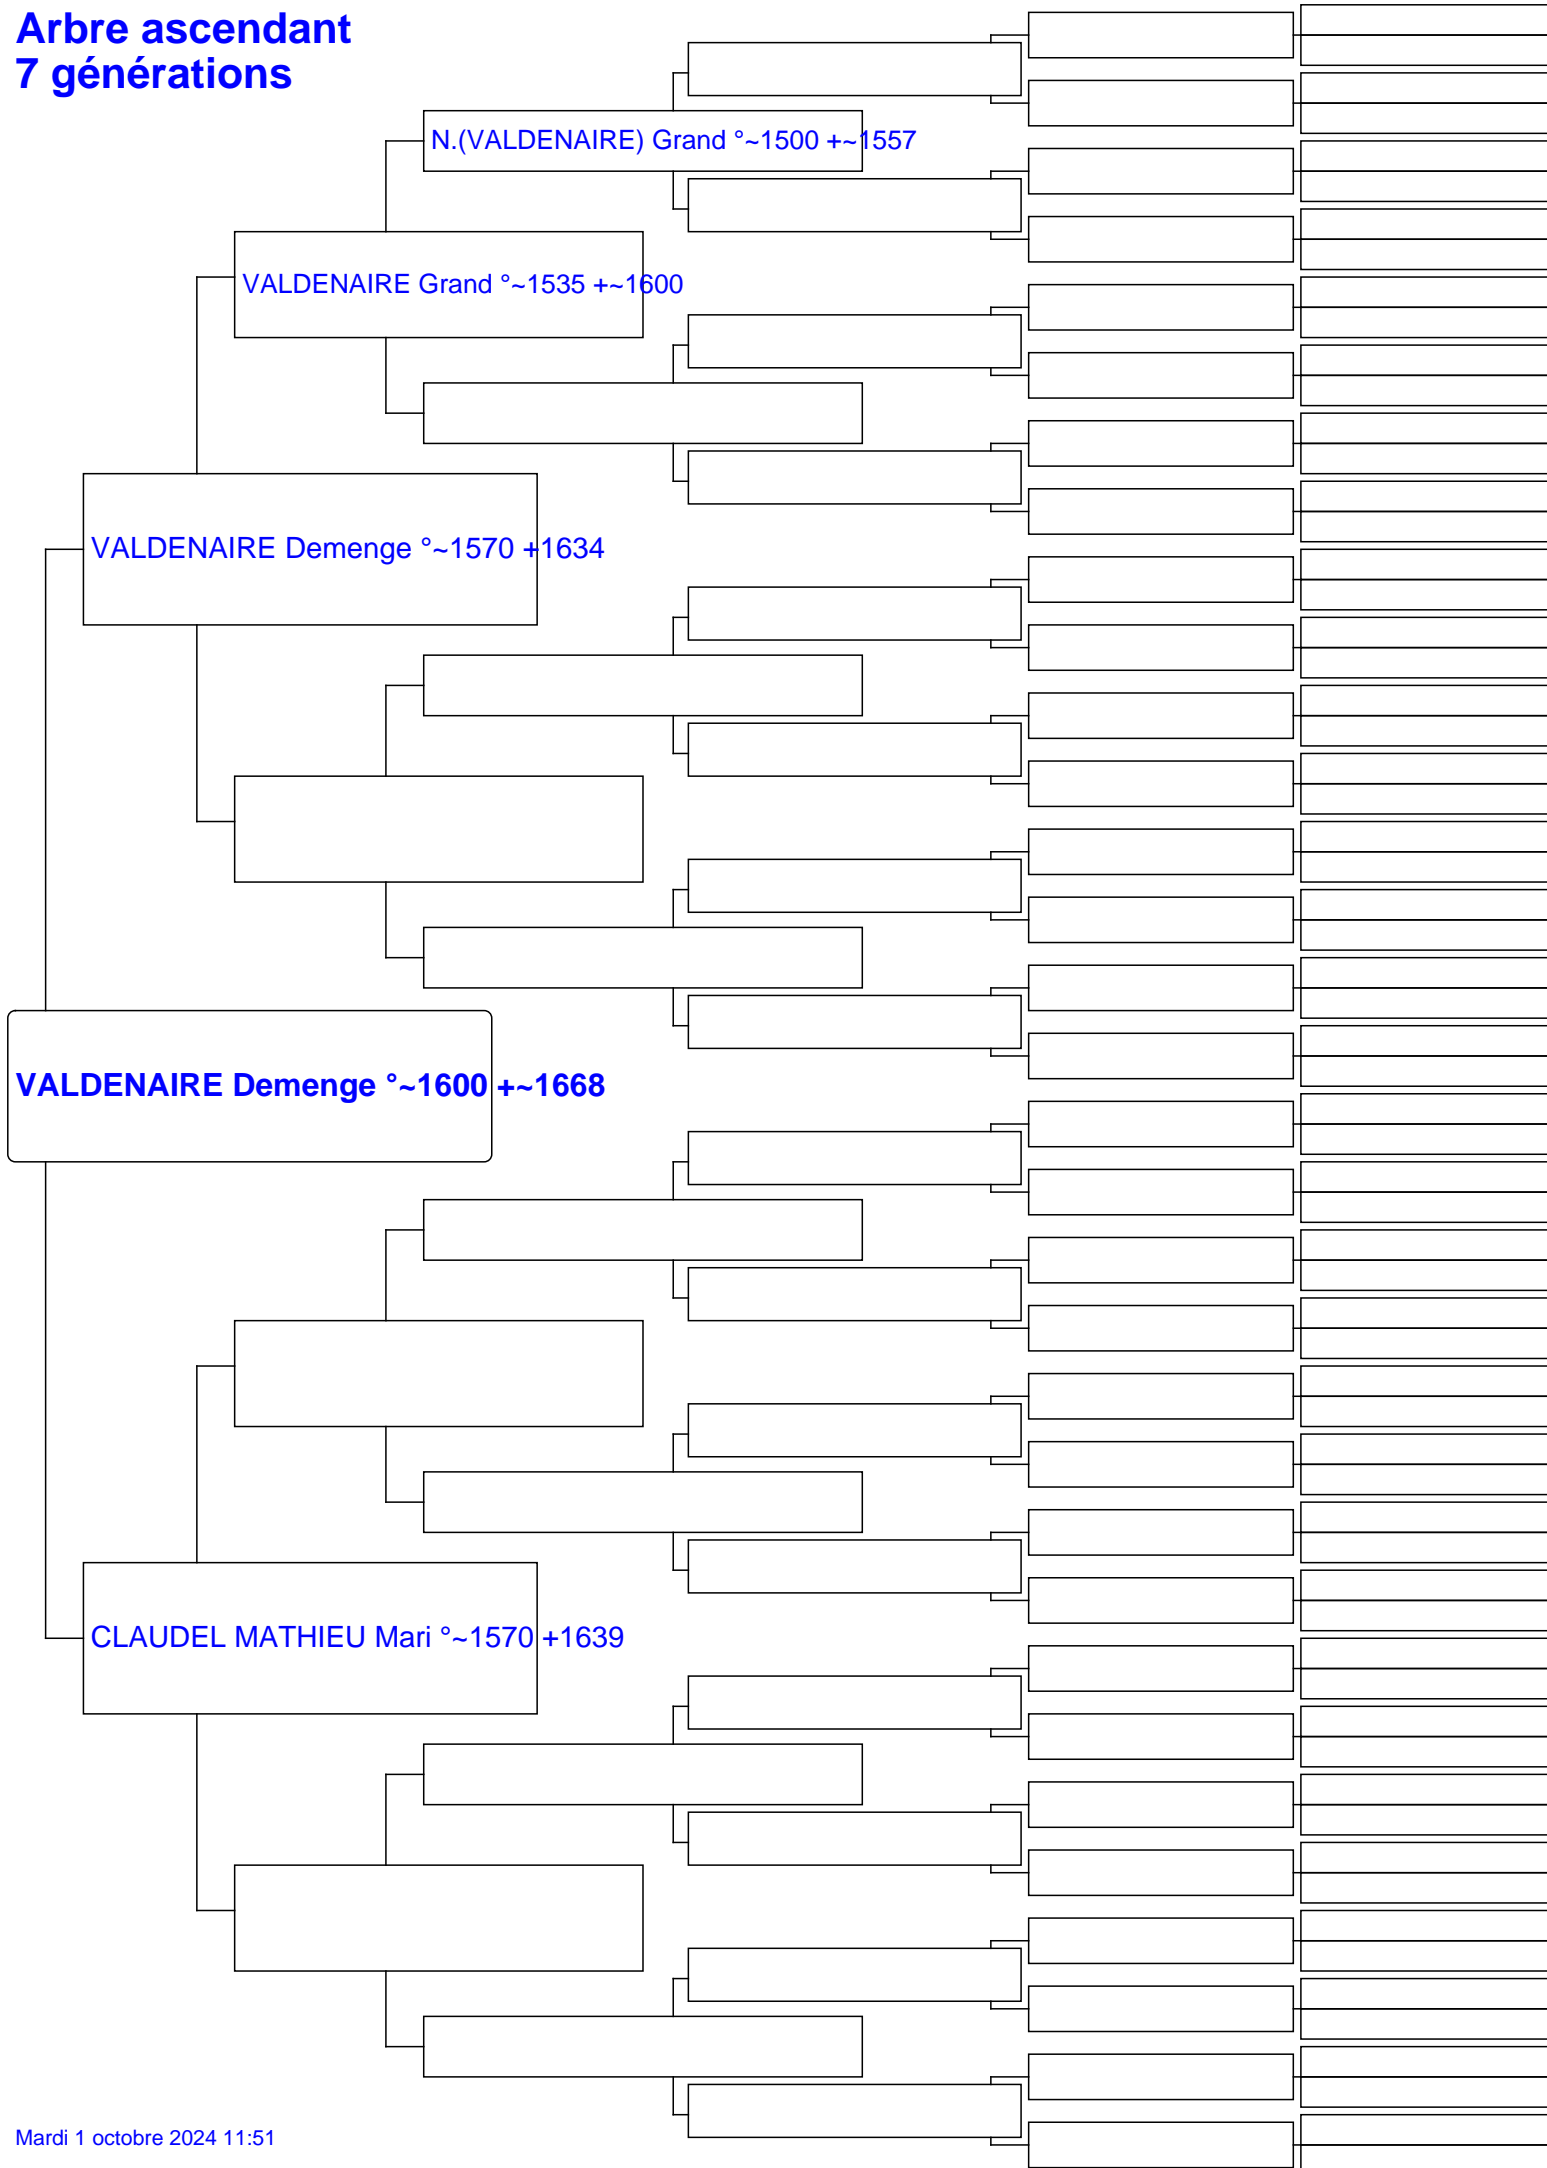 Arbre ascendant
7 générations
N.(VALDENAIRE) Grand °~1500 +~1557
VALDENAIRE Grand °~1535 +~1600
VALDENAIRE Demenge °~1570 +1634
VALDENAIRE Demenge °~1600 +~1668
CLAUDEL MATHIEU Mari °~1570 +1639
Mardi 1 octobre 2024 11:51